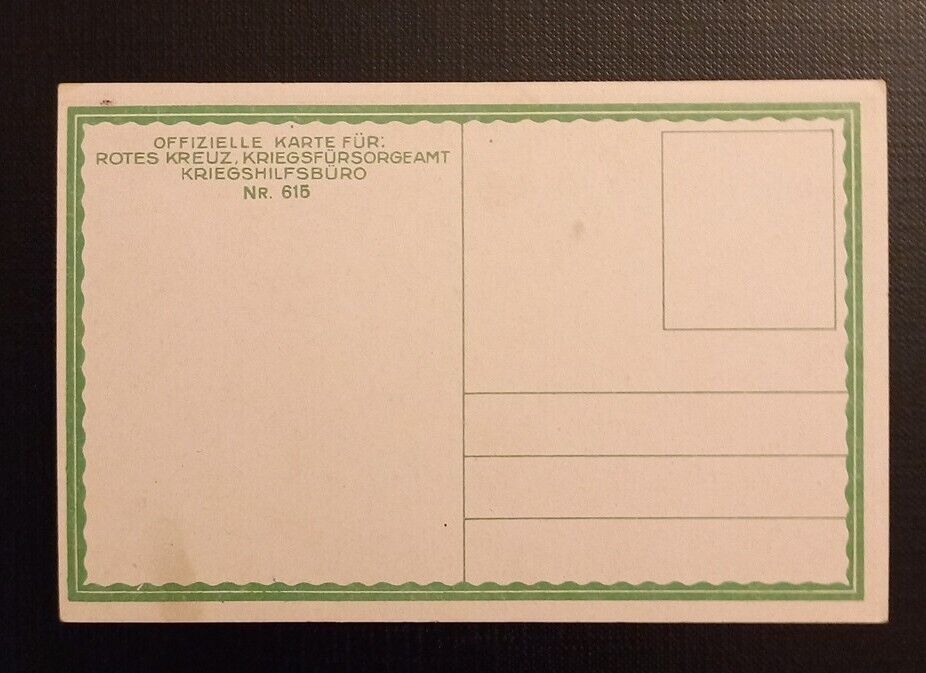 OFFIZIELLE KARTE FÜR:
ROTES KREUZ, KRIEGSFÜRSORGEAMT
KRIEGSHILFSBÜRO
NR. 615